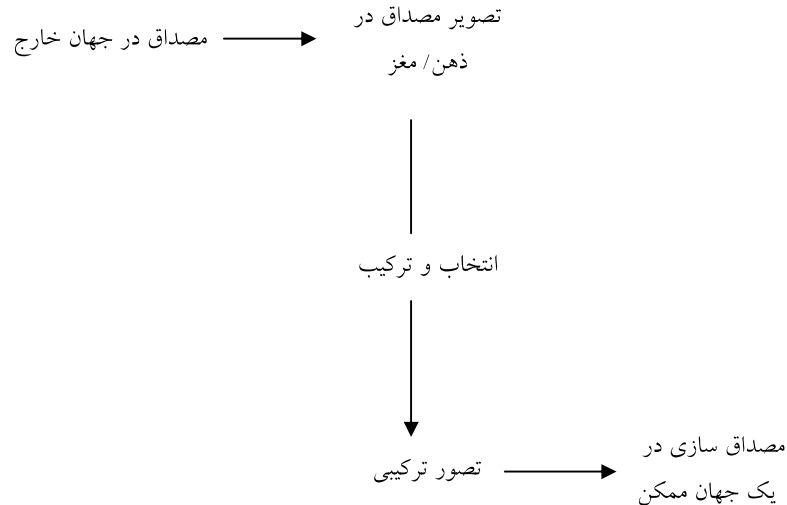 مصداق در جهان خارج
تصویر مصداق در
ذهن/ مغز
انتخاب و ترکیب
تصور ترکیبی
مصداق سازی در
یک جهان ممکن